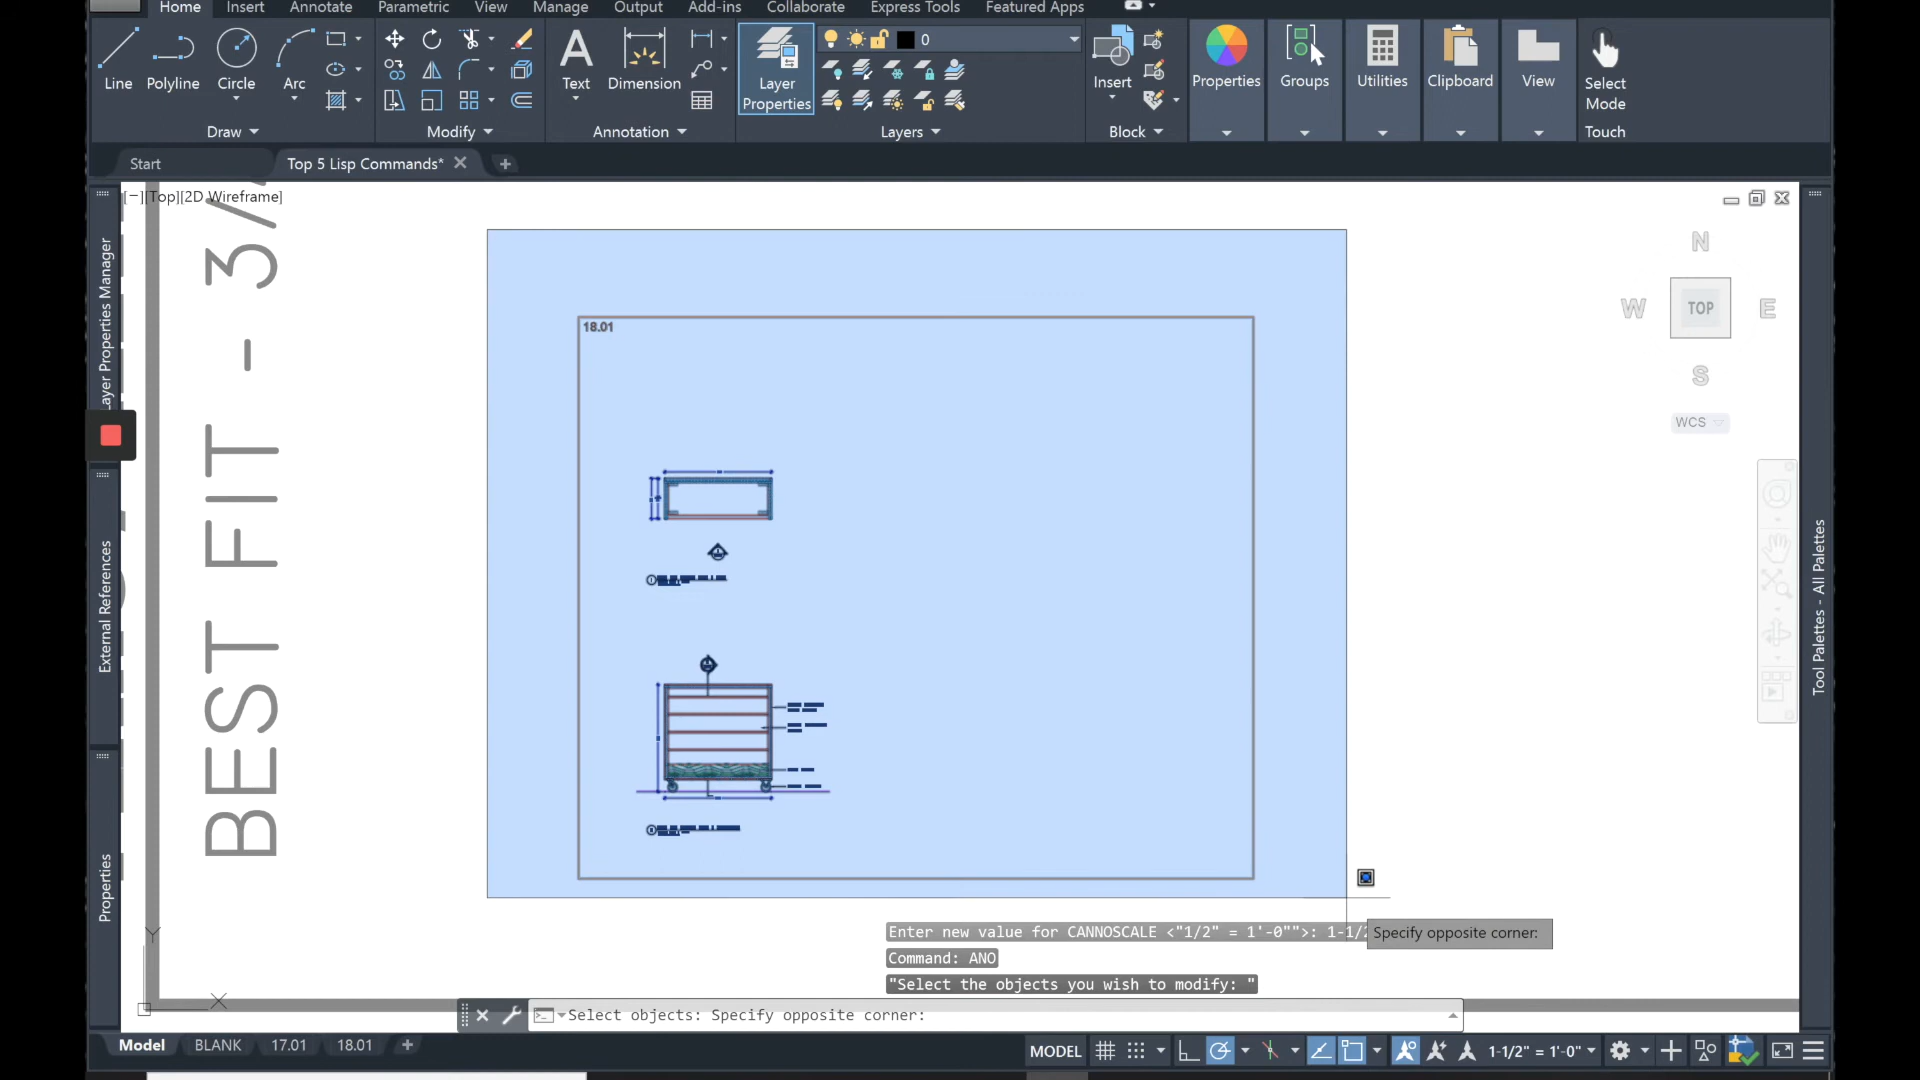 Home Insert Annotate Parametric View Manage Output Add-ins Collaborate Express Tools Featured Apps
Line Polyline Circle Arc
Draw
Modify
Text Dimension
Annotation
Layer Properties
0
Layers
Insert
Block
Properties
Groups
Utilities
Clipboard
View
Select Mode
Touch
Start
Top 5 Lisp Commands*
[−][Top][2D Wireframe]
Layer Properties Manager
External References
Properties
BEST FIT - 3/
18.01
N
W TOP E
S
WCS
Tool Palettes - All Palettes
Y
X
Enter new value for CANNOSCALE <"1/2" = 1'-0"">: 1-1/2
Specify opposite corner:
Command: ANO
"Select the objects you wish to modify: "
Select objects: Specify opposite corner:
Model BLANK 17.01 18.01
MODEL
1-1/2" = 1'-0"